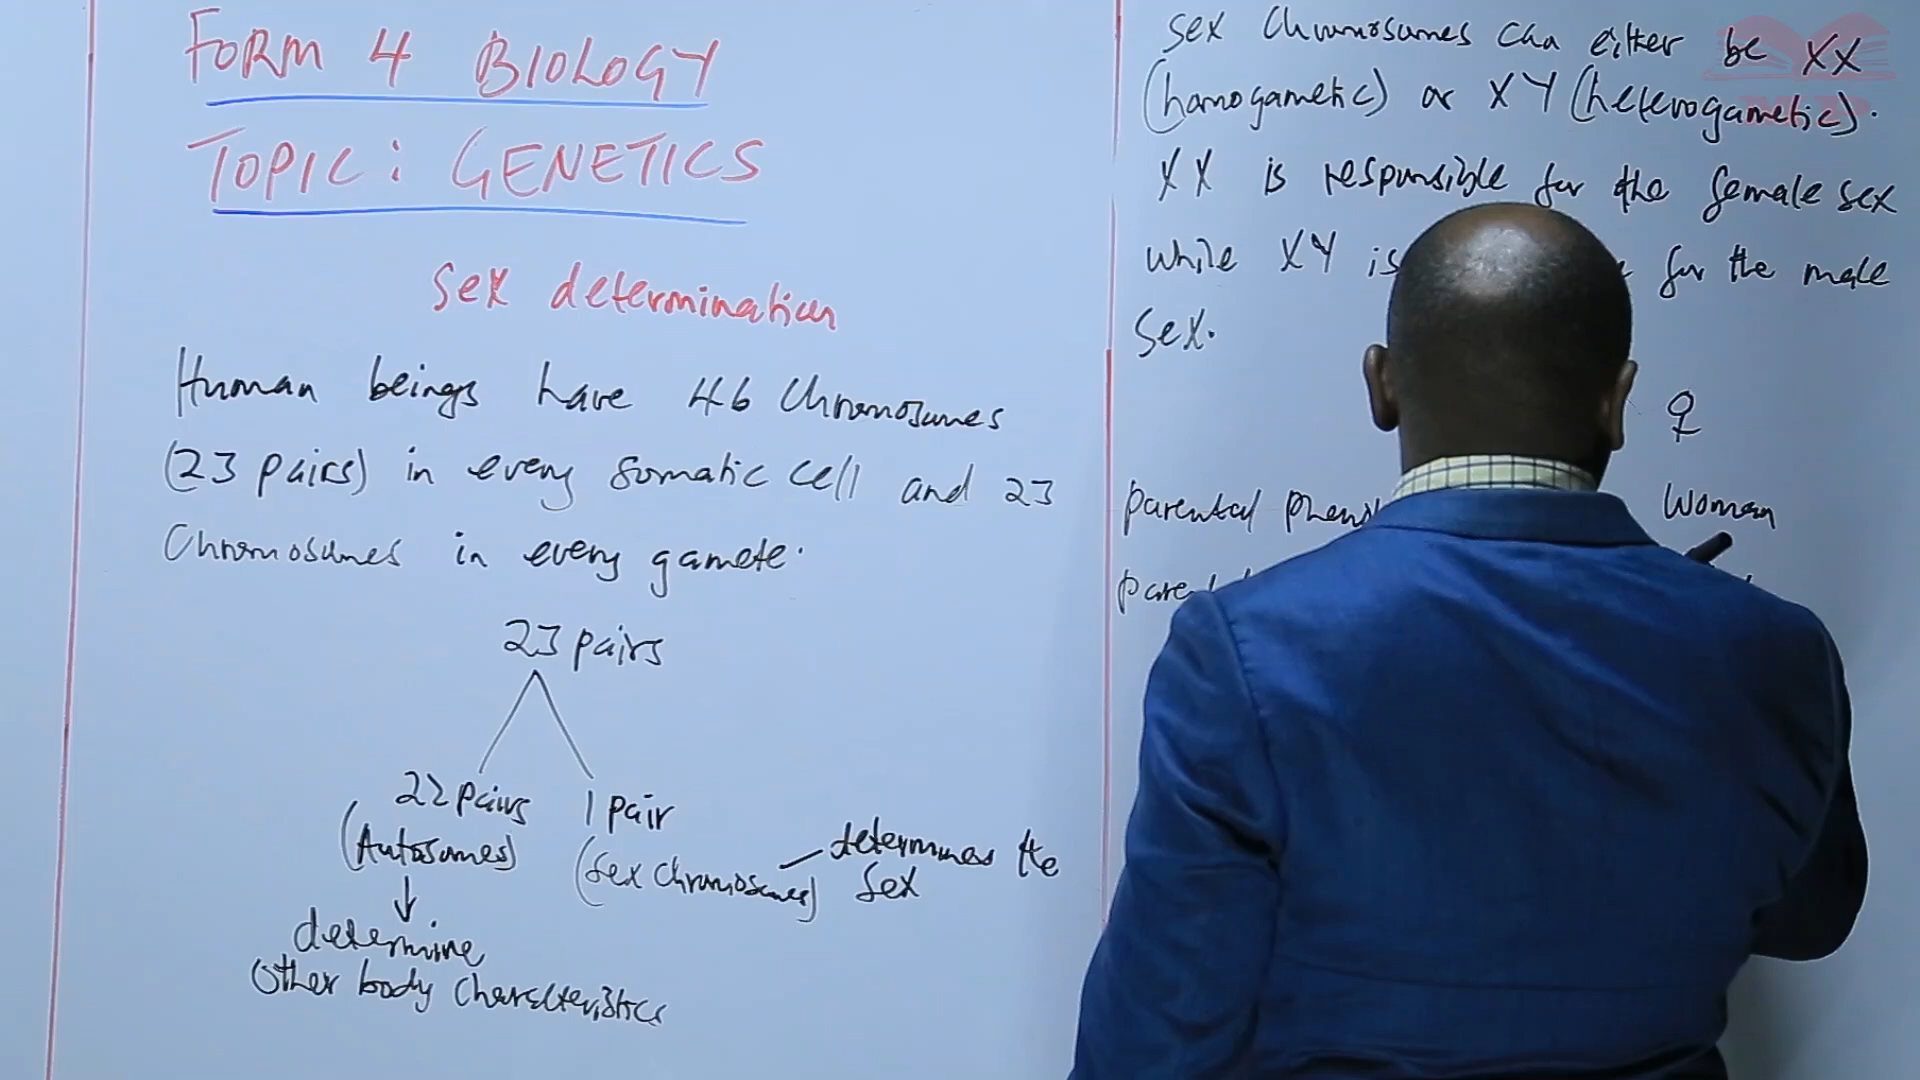 FORM 4 BIOLOGY
TOPIC: GENETICS
Sex determination
Human beings have 46 Chromosomes
(23 pairs) in every somatic cell and 23
Chromosomes in every gamete.
23 pairs
22 pairs
(Autosomes)
determine
Other body characteristics
1 pair
(Sex Chromosomes)
determines the
Sex
Sex Chromosomes can either be XX
(homogametic) or XY (heterogametic).
XX is responsible for the female sex
while XY is for the male
Sex.
♀
parental
Woman